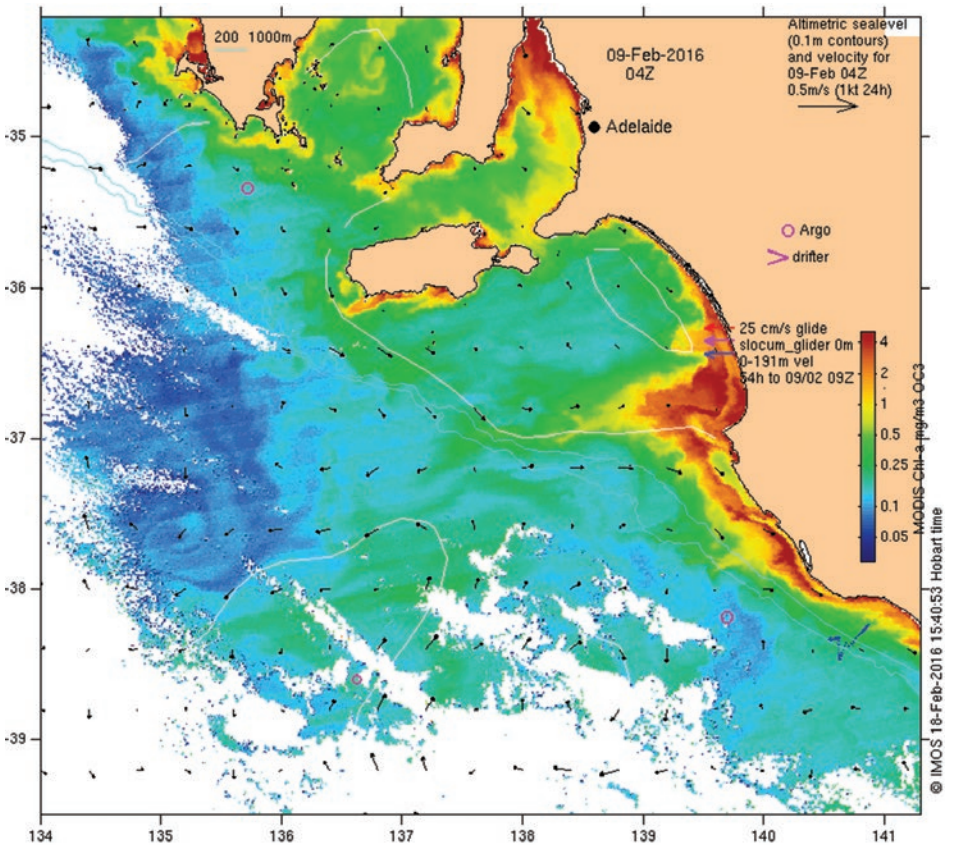 200 1000m
09-Feb-2016
04Z
Altimetric sealevel
(0.1m contours)
and velocity for
09-Feb 04Z
0.5m/s (1kt 24h)
Adelaide
Argo
drifter
25 cm/s glide
slocum_glider 0m
0-191m vel
54h to 09/02 09Z
4
2
1
0.5
0.25
0.1
0.05
MODIS Chl-a mg/m3 OC3
© IMOS 18-Feb-2016 15:40:53 Hobart time
-35
-36
-37
-38
-39
134 135 136 137 138 139 140 141